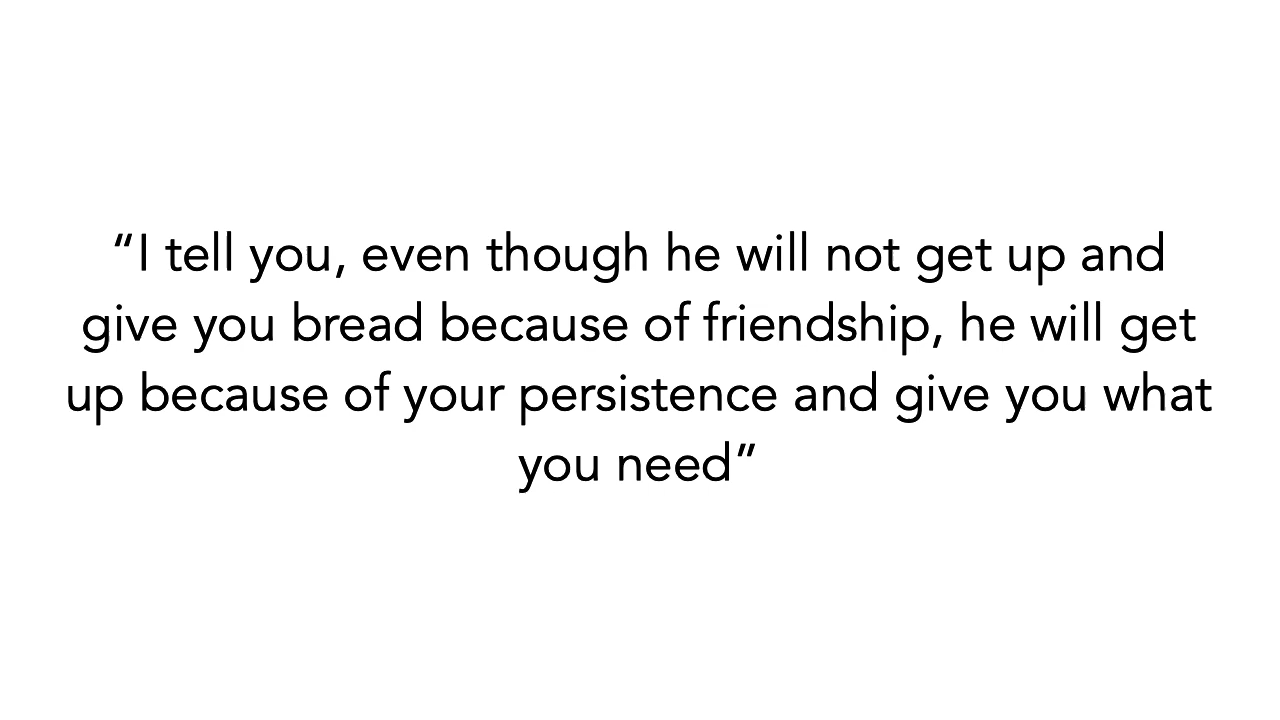 “I tell you, even though he will not get up and
give you bread because of friendship, he will get
up because of your persistence and give you what
you need”